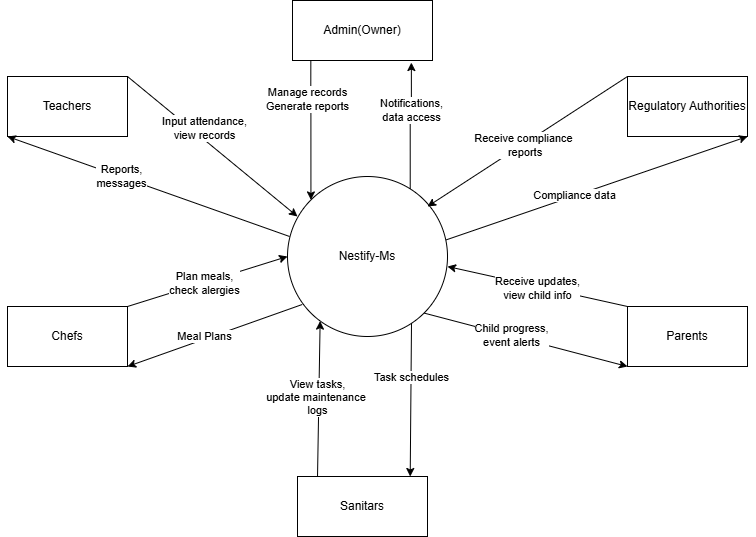 Admin(Owner)
Teachers
Regulatory Authorities
Manage records
Generate reports
Notifications,
data access
Input attendance,
view records
Receive compliance
reports
Reports,
messages
Compliance data
Nestify-Ms
Plan meals,
check alergies
Receive updates,
view child info
Chefs
Meal Plans
Child progress,
event alerts
Parents
View tasks,
update maintenance
logs
Task schedules
Sanitars